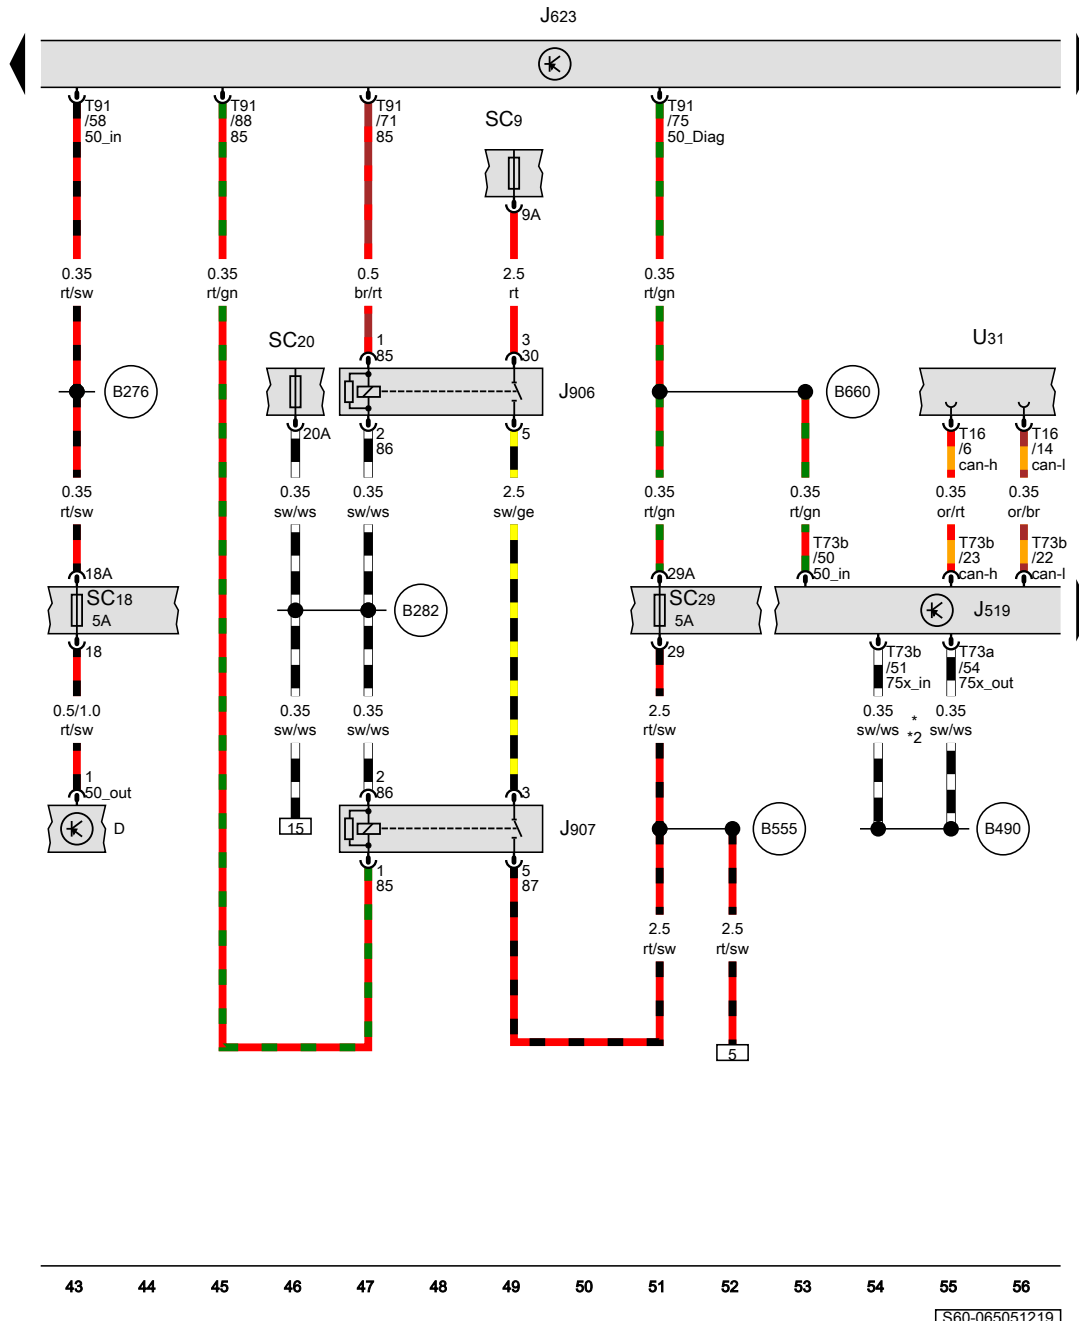 J623
T91
/58
50_in
T91
/88
85
T91
/71
85
SC9
9A
T91
/75
50_Diag
0.35
rt/sw
0.35
rt/gn
0.5
br/rt
2.5
rt
0.35
rt/gn
SC20
U31
1
85
3
30
B276
J906
B660
20A
2
86
5
T16
/6
can-h
T16
/14
can-l
0.35
rt/sw
0.35
sw/ws
0.35
sw/ws
2.5
sw/ge
0.35
rt/gn
0.35
rt/gn
0.35
or/rt
0.35
or/br
T73b
/50
50_in
T73b
/23
can-h
T73b
/22
can-l
18A
SC18
5A
18
B282
29A
SC29
5A
29
J519
T73b
/51
75x_in
T73a
/54
75x_out
0.5/1.0
rt/sw
0.35
sw/ws
0.35
sw/ws
2.5
rt/sw
0.35
sw/ws
*
*2
0.35
sw/ws
1
50_out
D
15
2
86
3
J907
B555
B490
1
85
5
87
2.5
rt/sw
2.5
rt/sw
5
43 44 45 46 47 48 49 50 51 52 53 54 55 56
S60-065051219